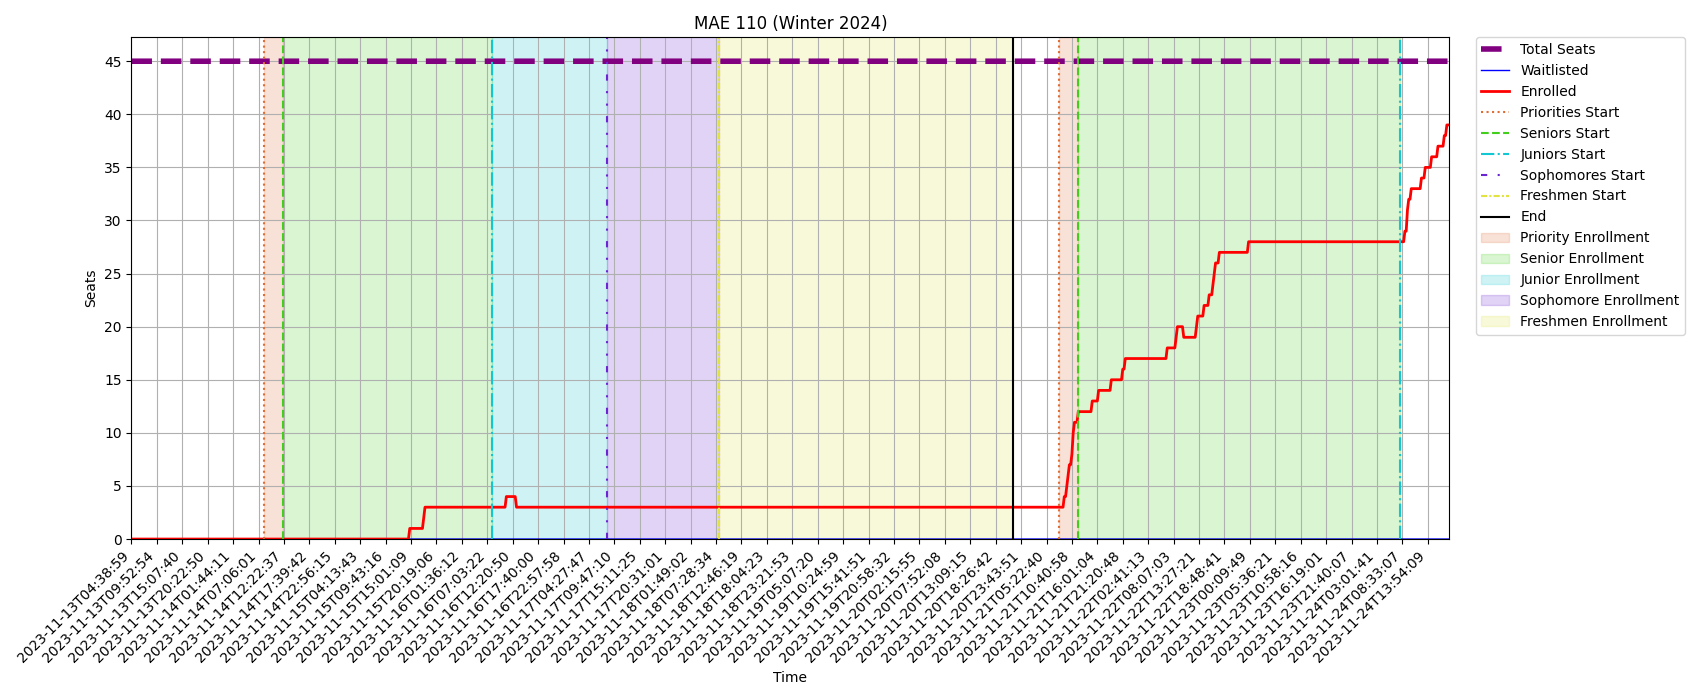 MAE 110 (Winter 2024)
Total Seats
Waitlisted
Enrolled
Priorities Start
Seniors Start
Juniors Start
Sophomores Start
Freshmen Start
End
Priority Enrollment
Senior Enrollment
Junior Enrollment
Sophomore Enrollment
Freshmen Enrollment
Seats
45
40
35
30
25
20
15
10
5
0
2023-11-13T04:38:59
2023-11-13T09:52:54
2023-11-13T15:07:40
2023-11-13T20:22:50
2023-11-14T01:44:11
2023-11-14T07:06:01
2023-11-14T12:22:37
2023-11-14T17:39:42
2023-11-14T22:56:15
2023-11-15T04:13:43
2023-11-15T09:43:16
2023-11-15T15:01:09
2023-11-15T20:19:06
2023-11-16T01:36:12
2023-11-16T07:03:22
2023-11-16T12:20:50
2023-11-16T17:40:00
2023-11-16T22:57:58
2023-11-17T04:27:47
2023-11-17T09:47:10
2023-11-17T15:11:25
2023-11-17T20:31:01
2023-11-18T01:49:02
2023-11-18T07:28:34
2023-11-18T12:46:19
2023-11-18T18:04:23
2023-11-18T23:21:53
2023-11-19T05:07:20
2023-11-19T10:24:59
2023-11-19T15:41:51
2023-11-19T20:58:32
2023-11-20T02:15:55
2023-11-20T07:52:08
2023-11-20T13:09:15
2023-11-20T18:26:42
2023-11-20T23:43:51
2023-11-21T05:22:40
2023-11-21T10:40:58
2023-11-21T16:01:04
2023-11-21T21:20:48
2023-11-22T02:41:13
2023-11-22T08:07:03
2023-11-22T13:27:21
2023-11-22T18:48:41
2023-11-23T00:09:49
2023-11-23T05:36:21
2023-11-23T10:58:16
2023-11-23T16:19:01
2023-11-23T21:40:07
2023-11-24T03:01:41
2023-11-24T08:33:07
2023-11-24T13:54:09
Time